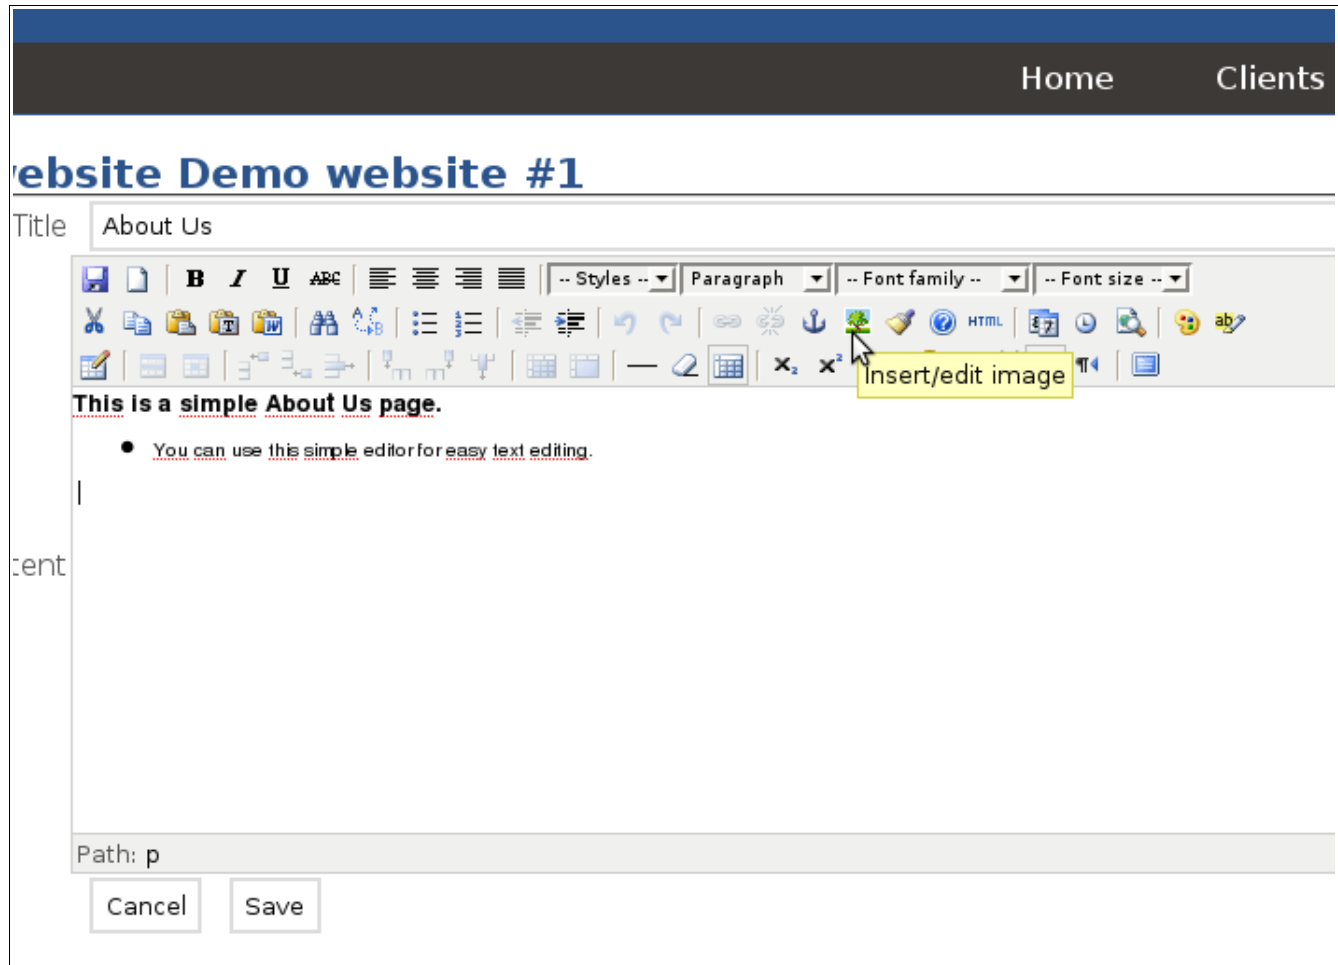 Home Clients
ebsite Demo website #1
Title About Us
B I U ABC -- Styles -- Paragraph -- Font family -- -- Font size --
HTML
Insert/edit image
This is a simple About Us page.
You can use this simple editor for easy text editing.
tent
Path: p
Cancel Save